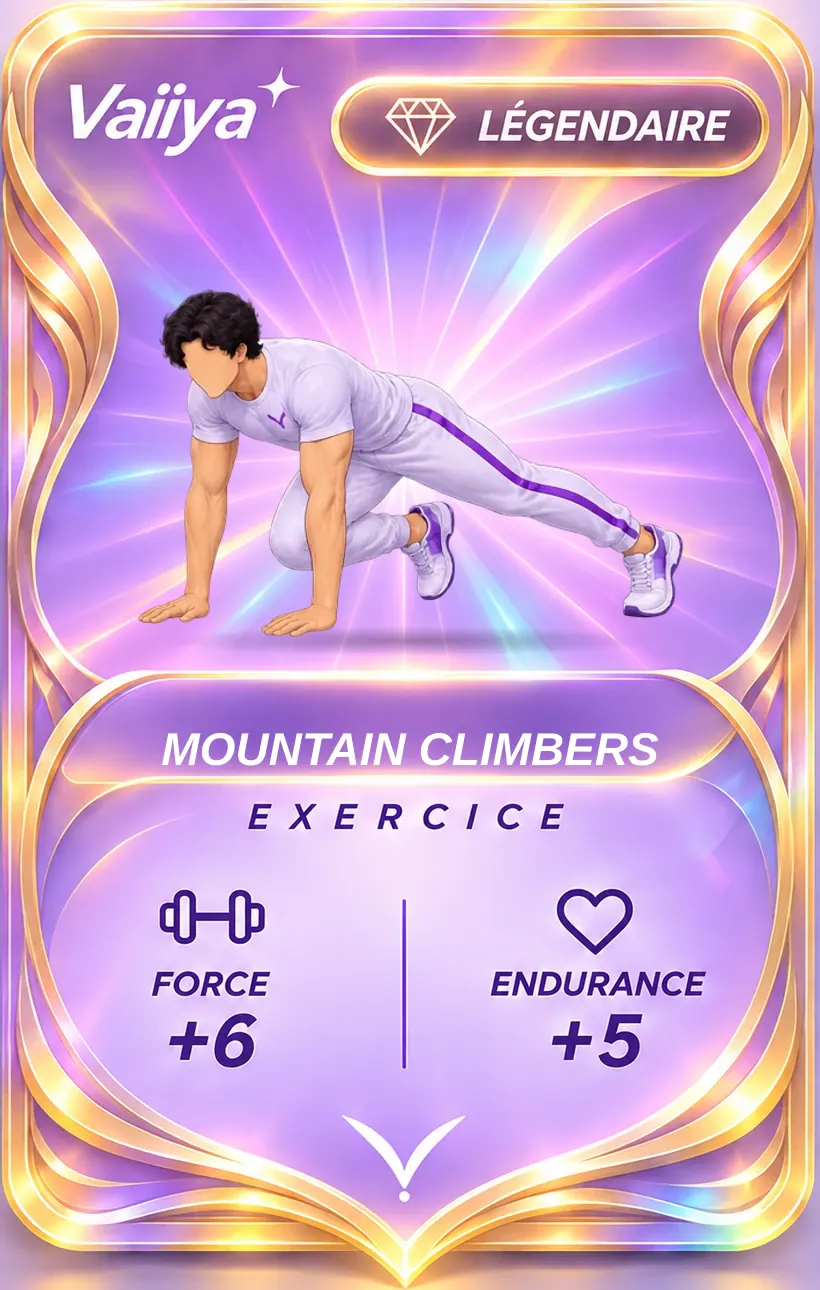 Vaiiya
LÉGENDAIRE
MOUNTAIN CLIMBERS
EXERCICE
FORCE
ENDURANCE
+6
+5